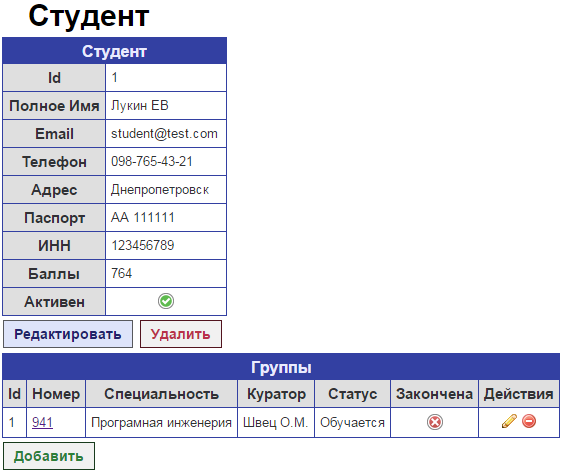 Студент
Студент
Id 1
Полное Имя Лукин ЕВ
Email student@test.com
Телефон 098-765-43-21
Адрес Днепропетровск
Паспорт АА 111111
ИНН 123456789
Баллы 764
Активен
Редактировать Удалить
Группы
Id Номер Специальность Куратор Статус Закончена Действия
1 941 Програмная инженерия Швец О.М. Обучается
Добавить